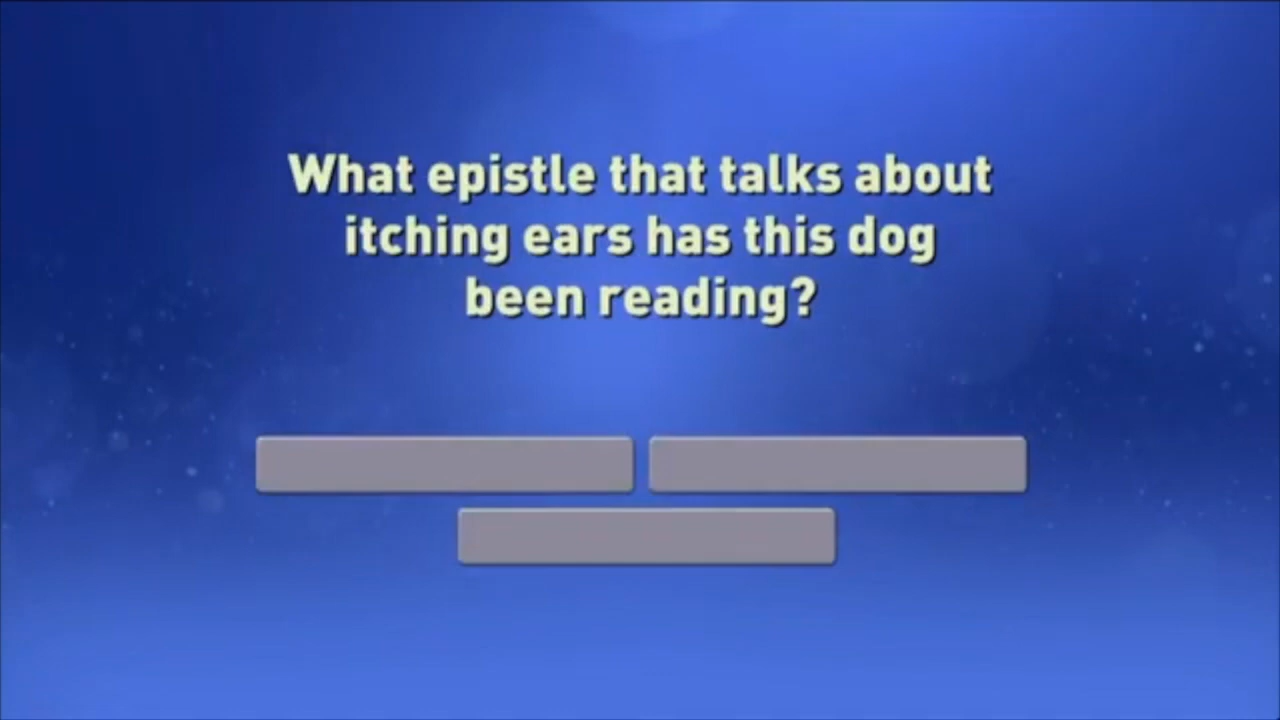 What epistle that talks about
itching ears has this dog
been reading?